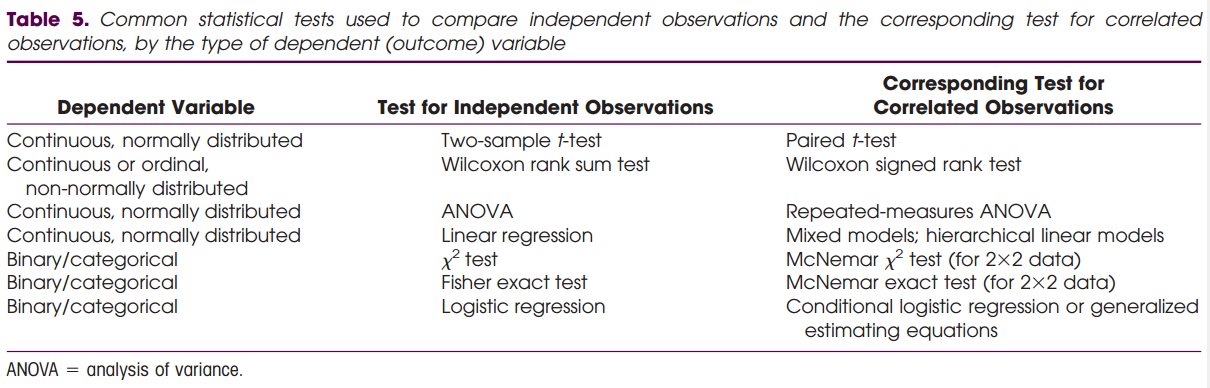 Table 5. Common statistical tests used to compare independent observations and the corresponding test for correlated
observations, by the type of dependent (outcome) variable
Dependent Variable Test for Independent Observations Corresponding Test for Correlated Observations
Continuous, normally distributed Two-sample t-test Paired t-test
Continuous or ordinal, Wilcoxon rank sum test Wilcoxon signed rank test
non-normally distributed
Continuous, normally distributed ANOVA Repeated-measures ANOVA
Continuous, normally distributed Linear regression Mixed models; hierarchical linear models
Binary/categorical χ² test McNemar χ² test (for 2×2 data)
Binary/categorical Fisher exact test McNemar exact test (for 2×2 data)
Binary/categorical Logistic regression Conditional logistic regression or generalized
estimating equations
ANOVA = analysis of variance.